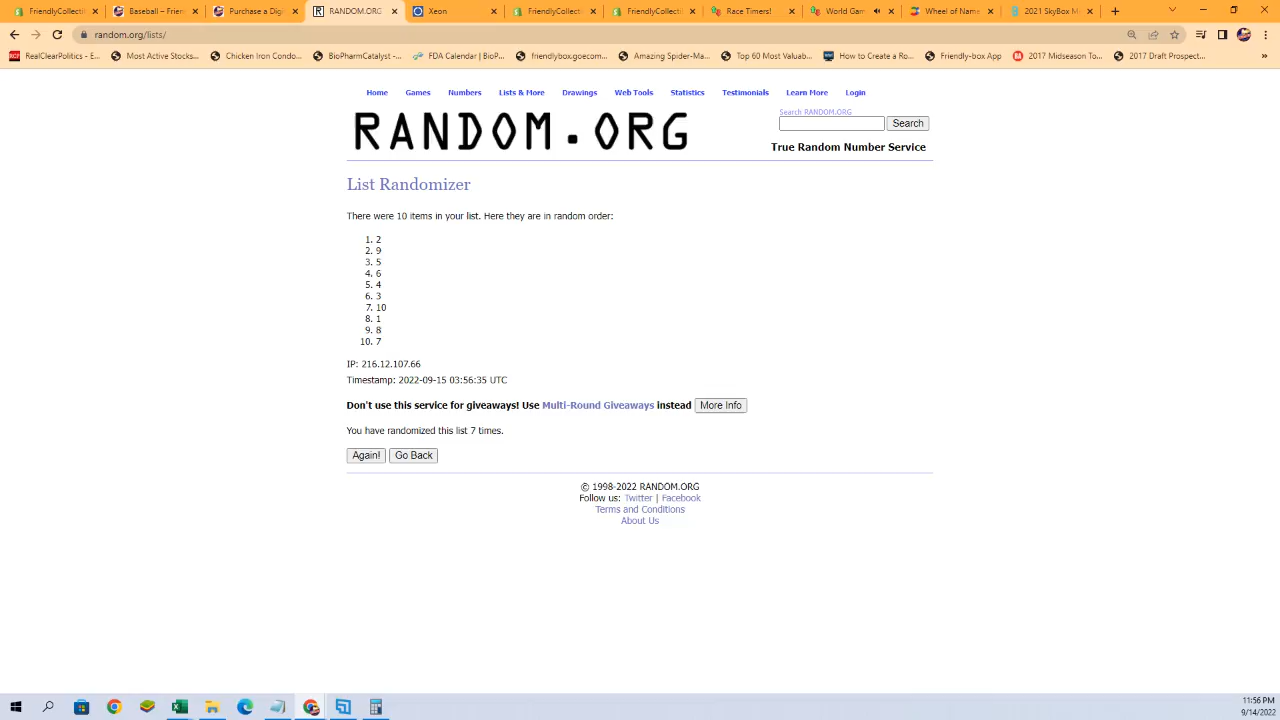 FriendlyCollecti
Baseball – Frien
Purchase a Digi
RANDOM.ORG
Xeon
FriendlyCollecti
FriendlyCollecti
Race Timers!
World Gam
Wheel of Nam
2021 SkyBox M
random.org/lists/
RealClearPolitics - E...
Most Active Stocks...
Chicken Iron Condo...
BioPharmCatalyst -...
FDA Calendar | BioP...
friendlybox.goecom...
Amazing Spider-Ma...
Top 60 Most Valuab...
How to Create a Ro...
Friendly-box App
2017 Midseason To...
2017 Draft Prospect...
»
Home Games Numbers Lists & More Drawings Web Tools Statistics Testimonials Learn More Login
RANDOM.ORG
Search RANDOM.ORG
Search
True Random Number Service
List Randomizer
There were 10 items in your list. Here they are in random order:
1. 2
2. 9
3. 5
4. 6
5. 4
6. 3
7. 10
8. 1
9. 8
10. 7
IP: 216.12.107.66
Timestamp: 2022-09-15 03:56:35 UTC
Don't use this service for giveaways! Use Multi-Round Giveaways instead More Info
You have randomized this list 7 times.
Again! Go Back
© 1998-2022 RANDOM.ORG
Follow us: Twitter | Facebook
Terms and Conditions
About Us
11:56 PM
9/14/2022